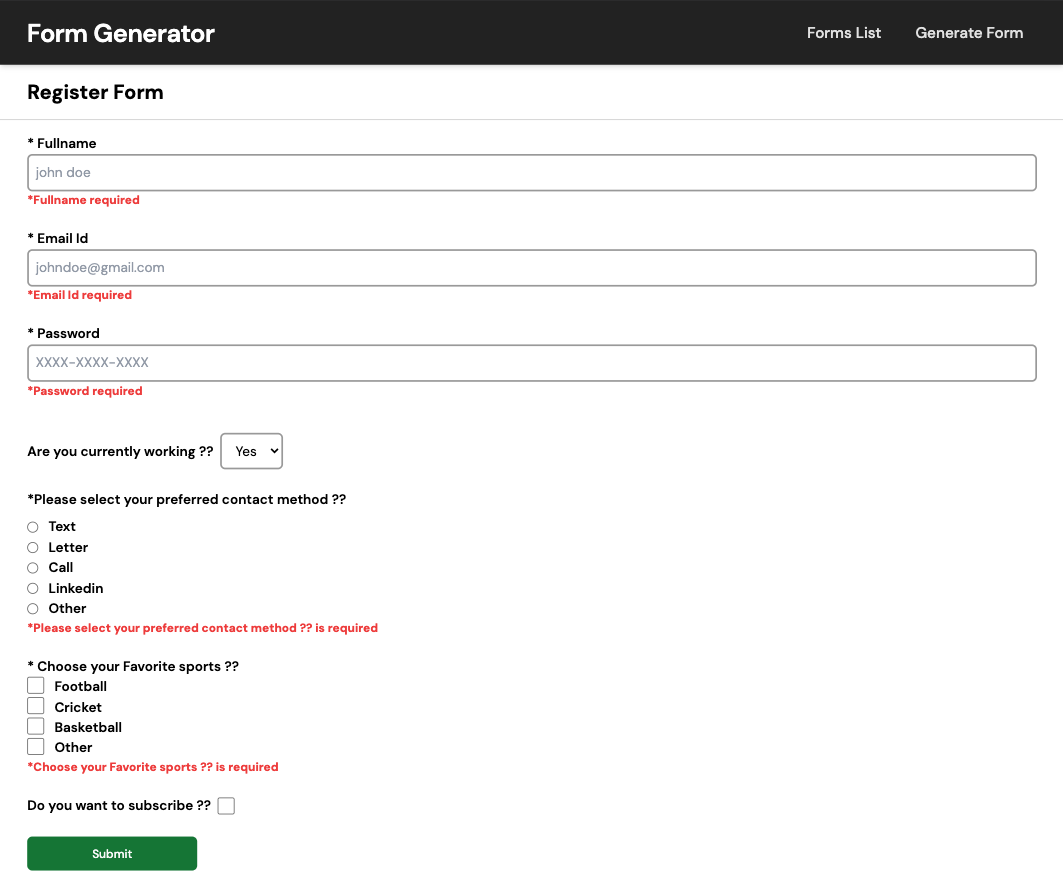 Form Generator Forms List Generate Form
Register Form
* Fullname
john doe
*Fullname required
* Email Id
johndoe@gmail.com
*Email Id required
* Password
XXXX-XXXX-XXXX
*Password required
Are you currently working ?? Yes
*Please select your preferred contact method ??
Text
Letter
Call
Linkedin
Other
*Please select your preferred contact method ?? is required
* Choose your Favorite sports ??
Football
Cricket
Basketball
Other
*Choose your Favorite sports ?? is required
Do you want to subscribe ??
Submit